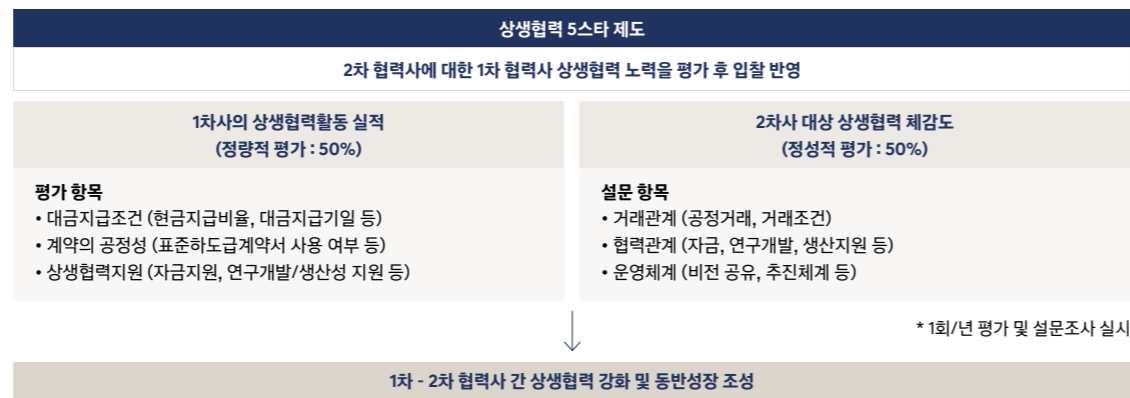 상생협력 5스타 제도
2차 협력사에 대한 1차 협력사 상생협력 노력을 평가 후 입찰 반영
1차사의 상생협력활동 실적
(정량적 평가 : 50%)
평가 항목
• 대금지급조건 (현금지급비율, 대금지급기일 등)
• 계약의 공정성 (표준하도급계약서 사용 여부 등)
• 상생협력지원 (자금지원, 연구개발/생산성 지원 등)
2차사 대상 상생협력 체감도
(정성적 평가 : 50%)
설문 항목
• 거래관계 (공정거래, 거래조건)
• 협력관계 (자금, 연구개발, 생산지원 등)
• 운영체계 (비전 공유, 추진체계 등)
* 1회/년 평가 및 설문조사 실시
1차 - 2차 협력사 간 상생협력 강화 및 동반성장 조성